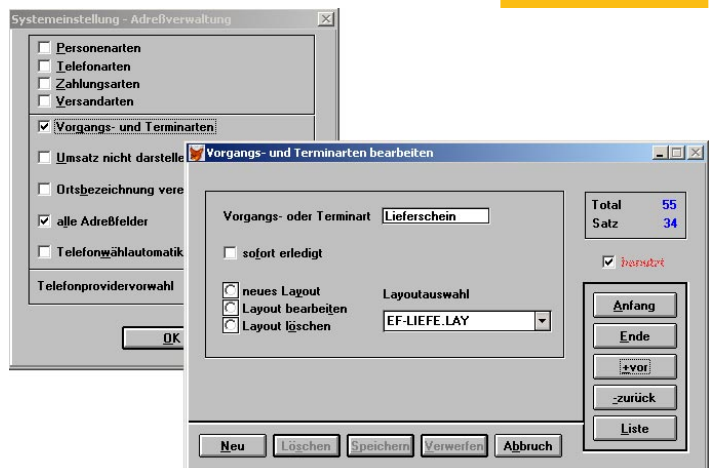 Systemeinstellung - Adreßverwaltung
Personenarten
Telefonarten
Zahlungsarten
Versandarten
Vorgangs- und Terminarten
Umsatz nicht darstelle
Ortsbezeichnung vere
alle Adreßfelder
Telefonwählautomatik
Telefonprovidervorwahl
OK
Vorgangs- und Terminarten bearbeiten
Vorgangs- oder Terminart Lieferschein
sofort erledigt
neues Layout
Layout bearbeiten
Layout löschen
Layoutauswahl
EF-LIEFE.LAY
Total 55
Satz 34
benutzt
Anfang
Ende
+vor
-zurück
Liste
Neu Löschen Speichern Verwerfen Abbruch